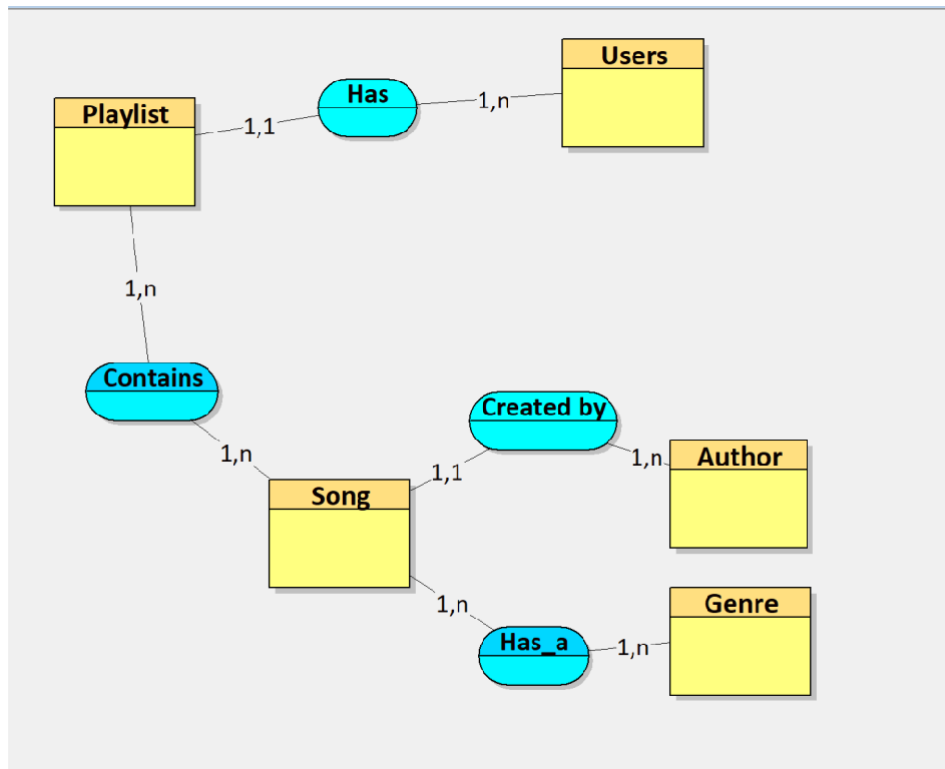 Users
Has
1,n
Playlist
1,1
1,n
Contains
Created by
1,n
1,1
1,n
Author
Song
Genre
1,n
Has_a
1,n